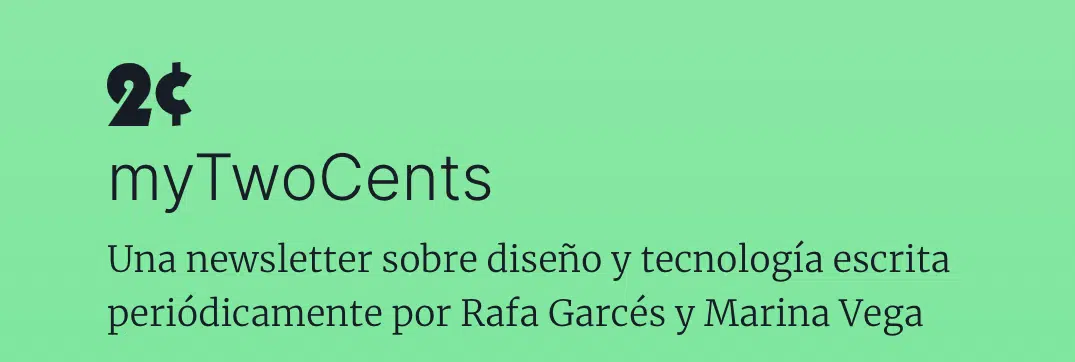 2¢
myTwoCents
Una newsletter sobre diseño y tecnología escrita
periódicamente por Rafa Garcés y Marina Vega